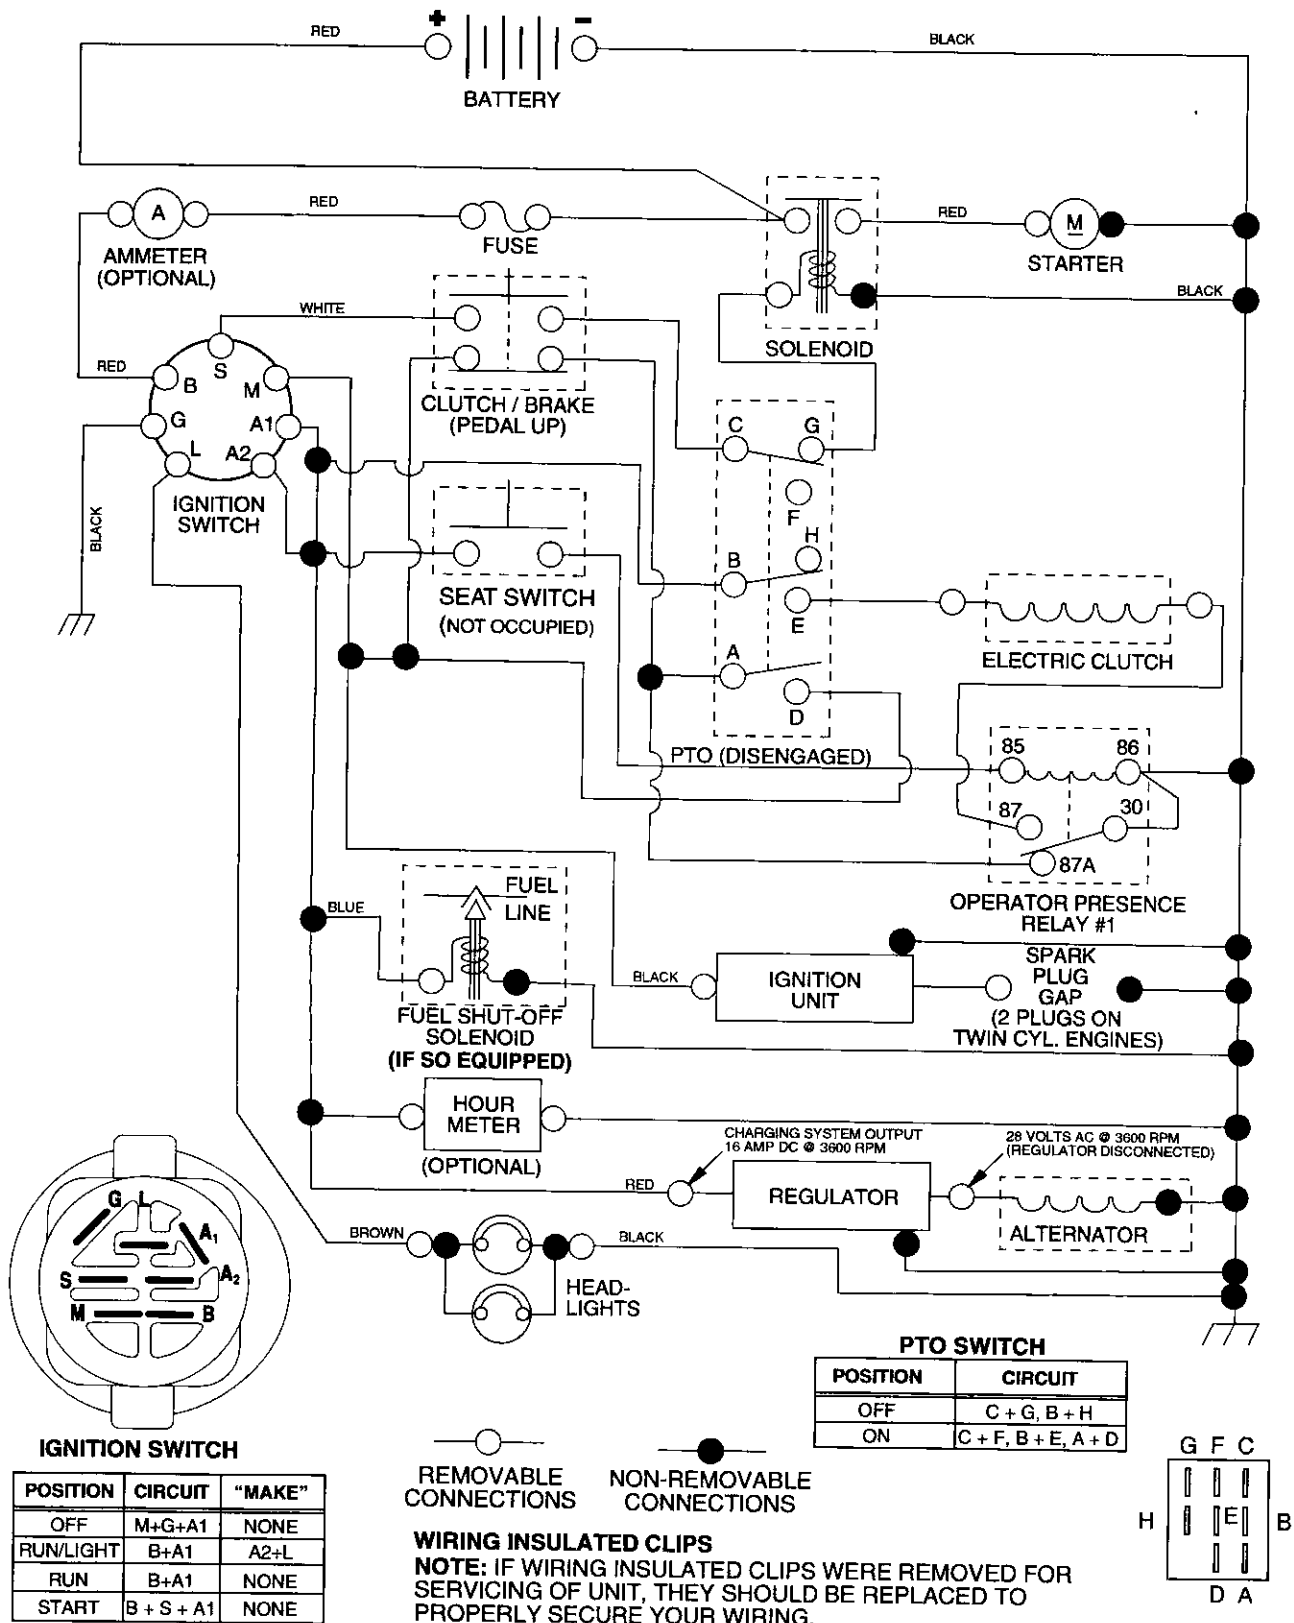 +
-
RED
BLACK
BATTERY
A
RED
RED
M
AMMETER
(OPTIONAL)
FUSE
STARTER
WHITE
BLACK
SOLENOID
RED
S
B
M
G
A1
L
A2
CLUTCH / BRAKE
(PEDAL UP)
C
G
IGNITION
SWITCH
F
BLACK
H
B
SEAT SWITCH
(NOT OCCUPIED)
E
A
ELECTRIC CLUTCH
D
PTO (DISENGAGED)
85
86
87
30
87A
FUEL
LINE
OPERATOR PRESENCE
RELAY #1
BLUE
BLACK
IGNITION
UNIT
SPARK
PLUG
GAP
(2 PLUGS ON
TWIN CYL. ENGINES)
FUEL SHUT-OFF
SOLENOID
(IF SO EQUIPPED)
HOUR
METER
(OPTIONAL)
CHARGING SYSTEM OUTPUT
16 AMP DC @ 3600 RPM
28 VOLTS AC @ 3600 RPM
(REGULATOR DISCONNECTED)
RED
REGULATOR
ALTERNATOR
BROWN
BLACK
HEAD-
LIGHTS
G L
A1
S
A2
M
B
IGNITION SWITCH
POSITION CIRCUIT "MAKE"
OFF M+G+A1 NONE
RUN/LIGHT B+A1 A2+L
RUN B+A1 NONE
START B + S + A1 NONE
PTO SWITCH
POSITION CIRCUIT
OFF C + G, B + H
ON C + F, B + E, A + D
REMOVABLE
CONNECTIONS
NON-REMOVABLE
CONNECTIONS
G F C
H E B
D A
WIRING INSULATED CLIPS
NOTE: IF WIRING INSULATED CLIPS WERE REMOVED FOR
SERVICING OF UNIT, THEY SHOULD BE REPLACED TO
PROPERLY SECURE YOUR WIRING.